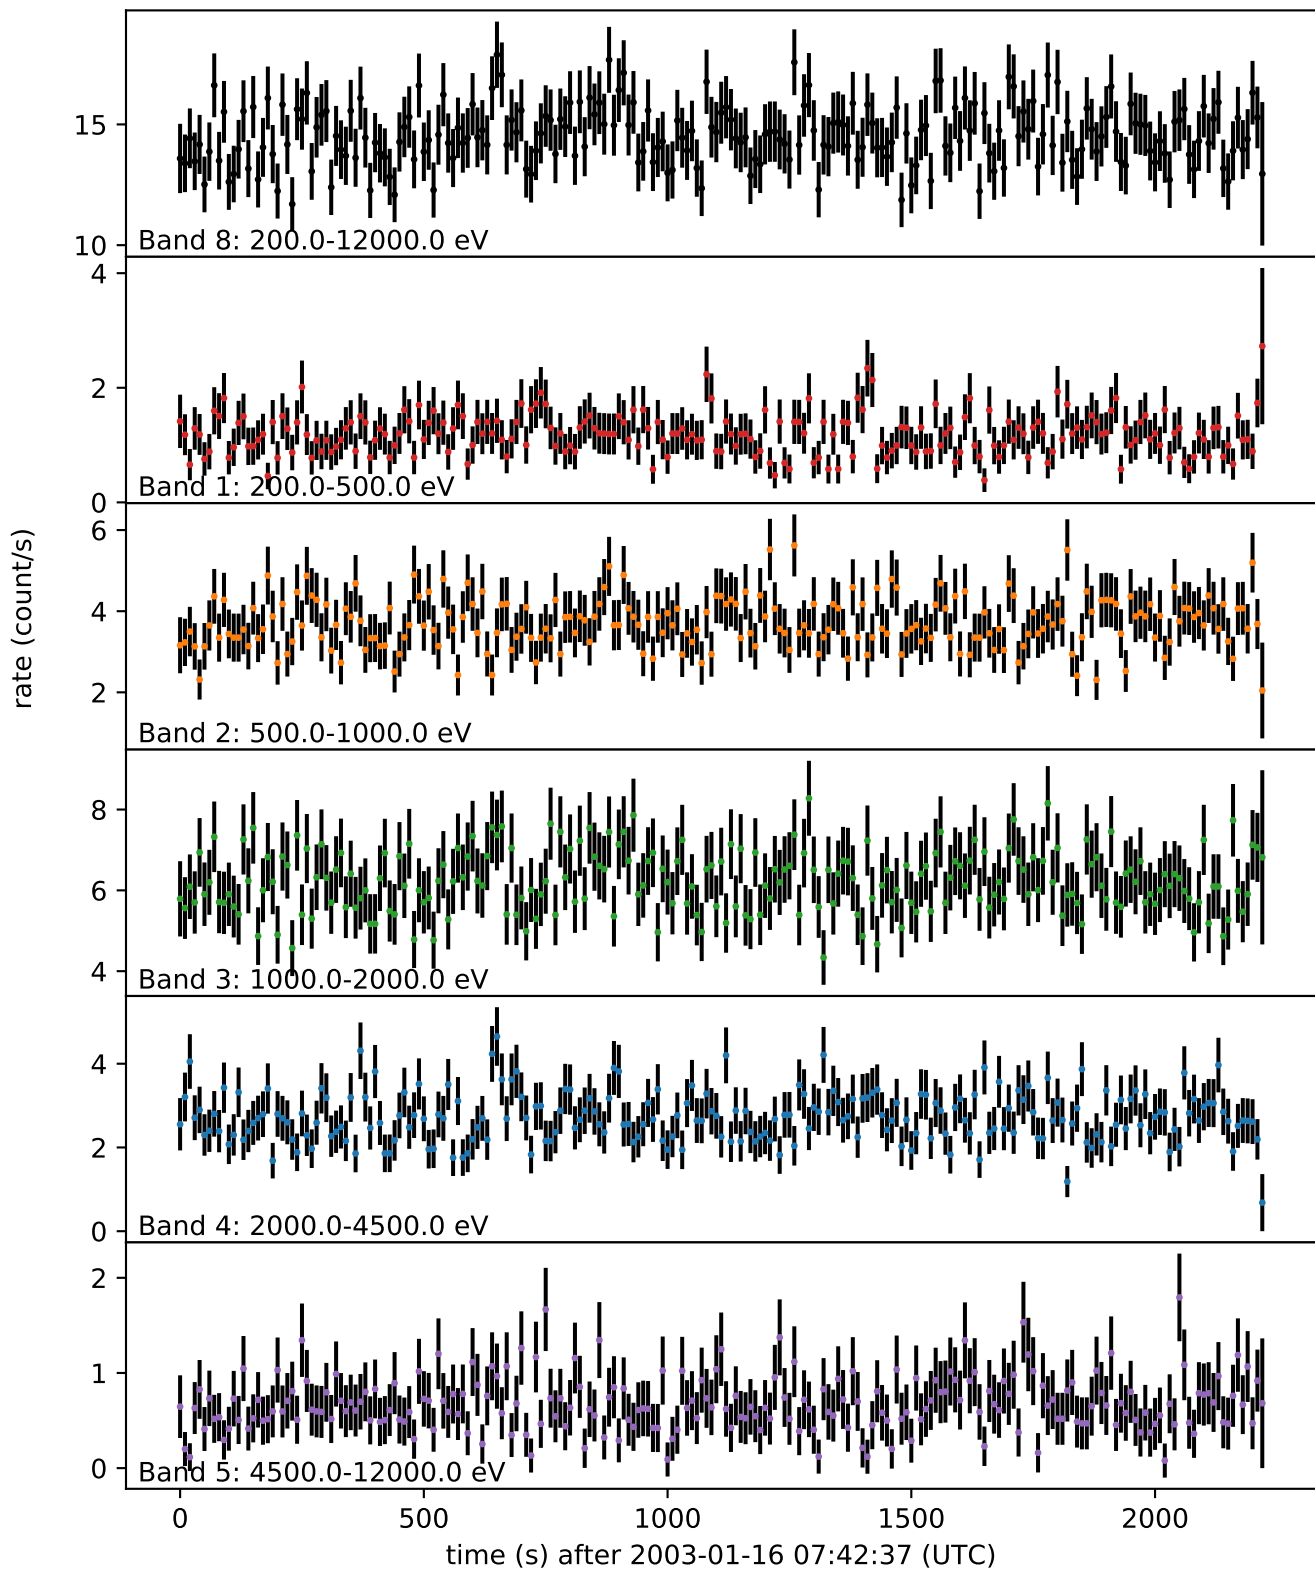 15
10
Band 8: 200.0-12000.0 eV
4
2
0
Band 1: 200.0-500.0 eV
6
4
2
Band 2: 500.0-1000.0 eV
rate (count/s)
8
6
4
Band 3: 1000.0-2000.0 eV
4
2
0
Band 4: 2000.0-4500.0 eV
2
1
0
Band 5: 4500.0-12000.0 eV
0 500 1000 1500 2000
time (s) after 2003-01-16 07:42:37 (UTC)